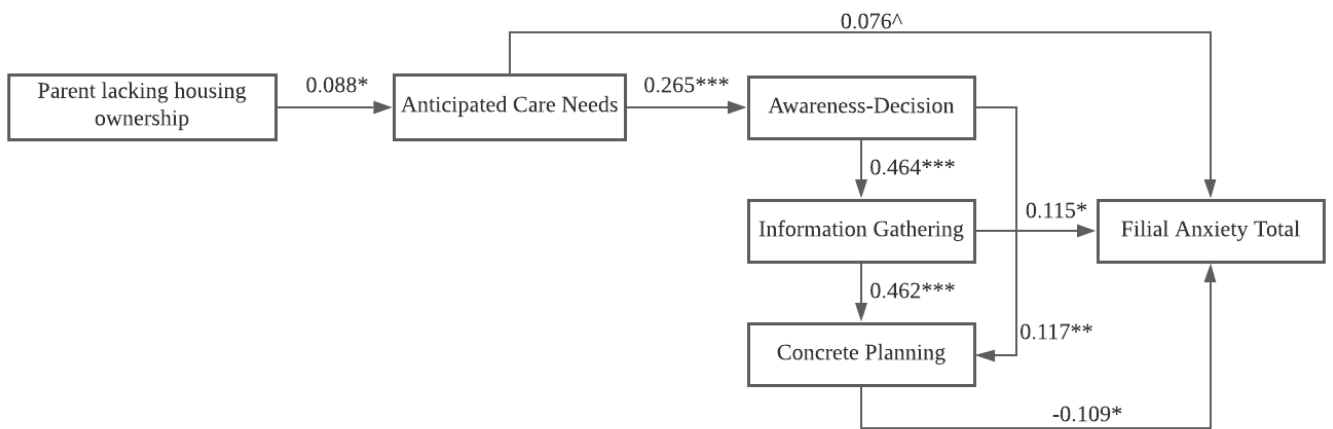 0.076^
Parent lacking housing
ownership
0.088*
Anticipated Care Needs
0.265***
Awareness-Decision
0.464***
Information Gathering
0.115*
Filial Anxiety Total
0.462***
0.117**
Concrete Planning
-0.109*